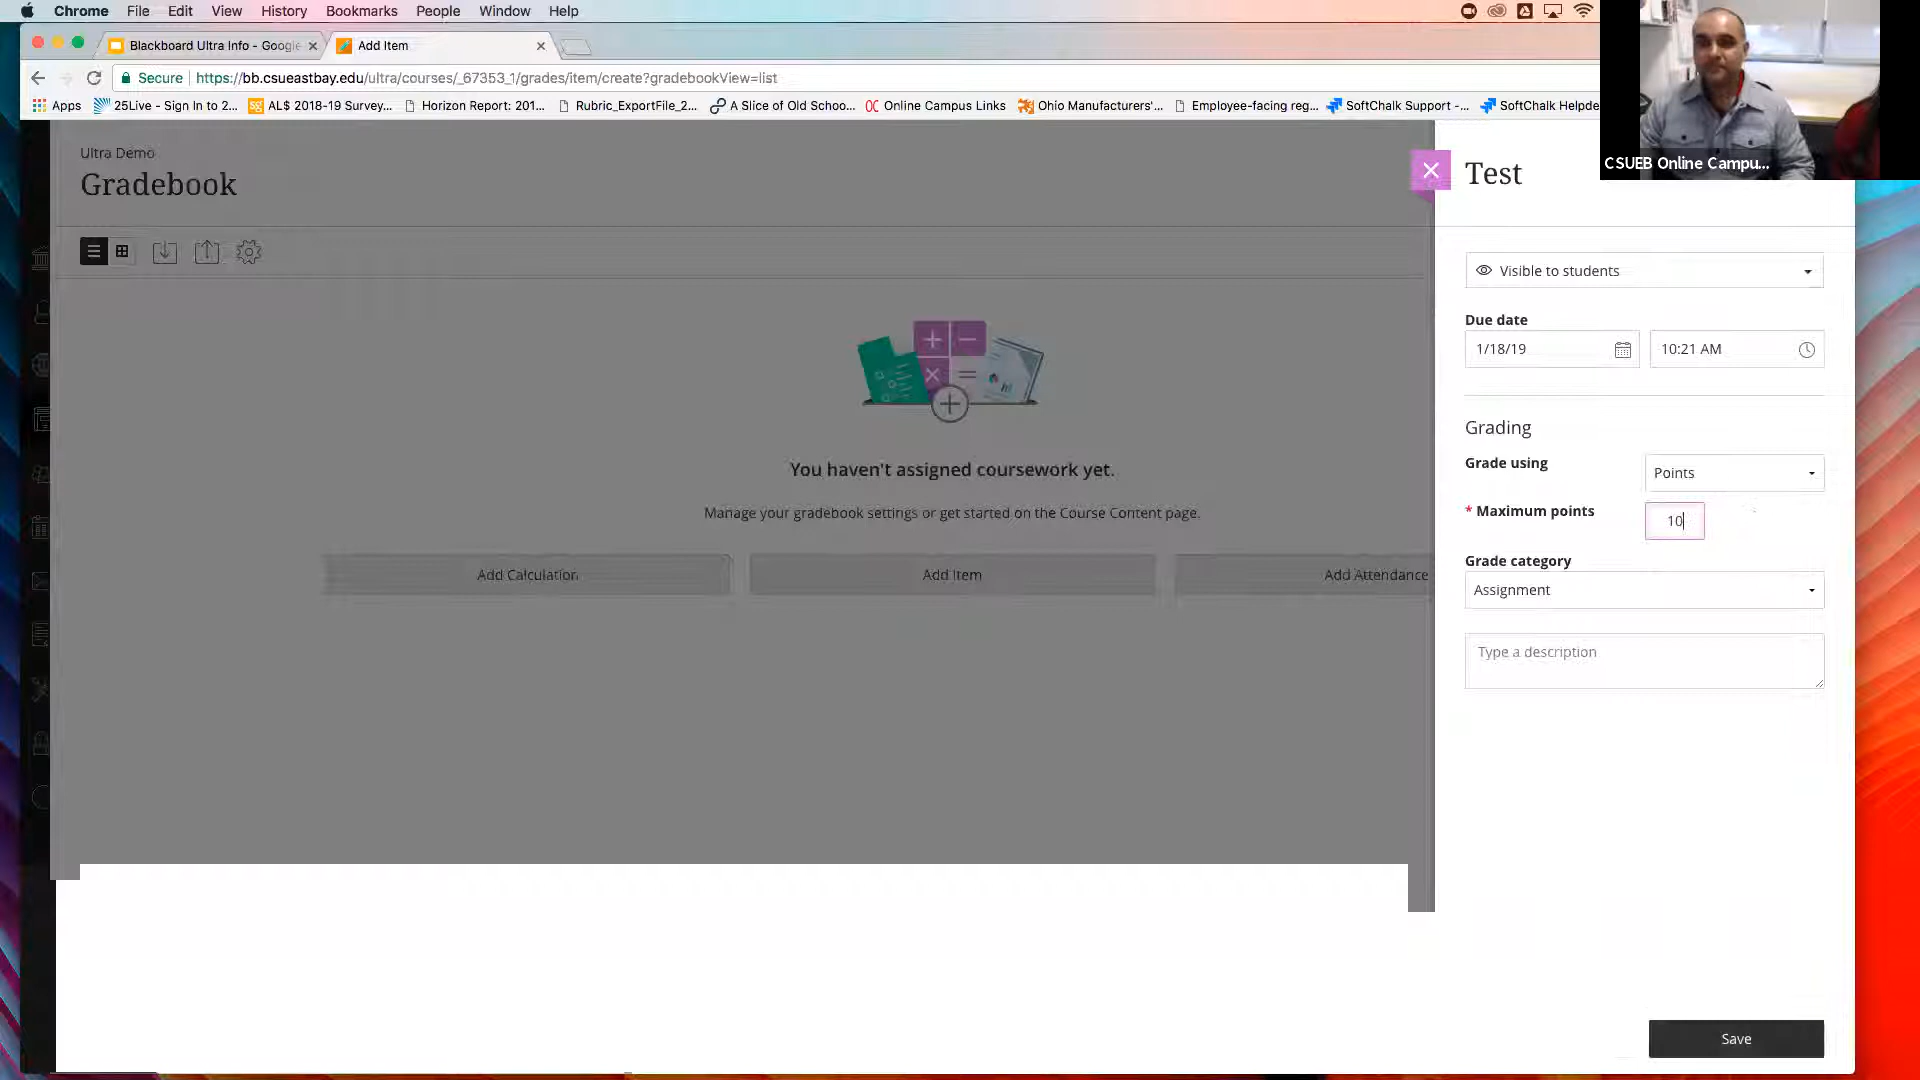 Chrome File Edit View History Bookmarks People Window Help
Blackboard Ultra Info - Google
Add Item
Secure https://bb.csueastbay.edu/ultra/courses/_67353_1/grades/item/create?gradebookView=list
Apps 25Live - Sign In to 2... AL$ 2018-19 Survey... Horizon Report: 201... Rubric_ExportFile_2... A Slice of Old Schoo... Online Campus Links Ohio Manufacturers'... Employee-facing reg... SoftChalk Support -... SoftChalk Helpde
CSUEB Online Campu...
Ultra Demo
Gradebook
You haven't assigned coursework yet.
Manage your gradebook settings or get started on the Course Content page.
Add Calculation
Add Item
Add Attendance
Test
Visible to students
Due date
1/18/19
10:21 AM
Grading
Grade using
Points
* Maximum points
10
Grade category
Assignment
Type a description
Save